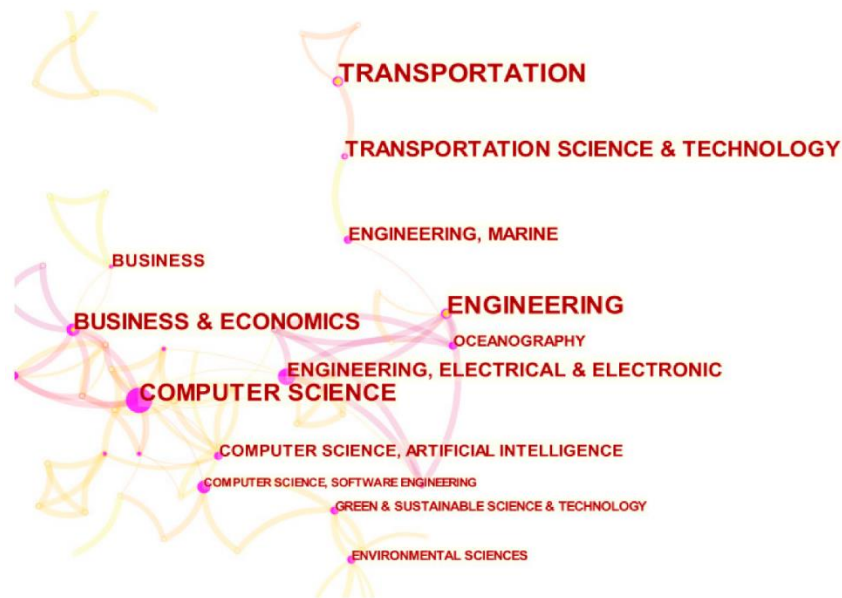 TRANSPORTATION
TRANSPORTATION SCIENCE & TECHNOLOGY
ENGINEERING, MARINE
BUSINESS
ENGINEERING
BUSINESS & ECONOMICS
OCEANOGRAPHY
ENGINEERING, ELECTRICAL & ELECTRONIC
COMPUTER SCIENCE
COMPUTER SCIENCE, ARTIFICIAL INTELLIGENCE
COMPUTER SCIENCE, SOFTWARE ENGINEERING
GREEN & SUSTAINABLE SCIENCE & TECHNOLOGY
ENVIRONMENTAL SCIENCES